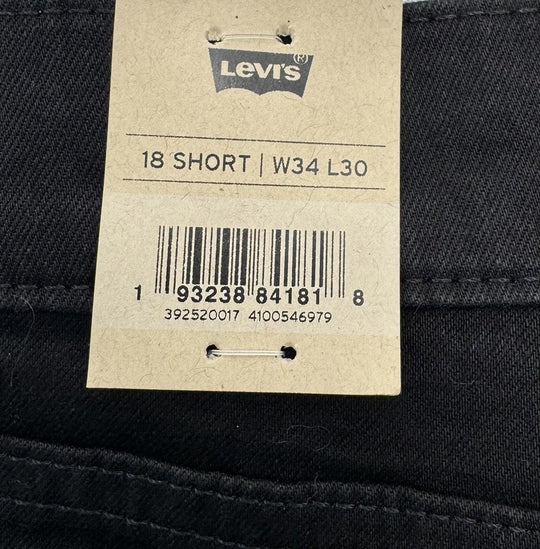 Levi's®
18 SHORT | W34 L30
1 93238 84181 8
392520017 4100546979